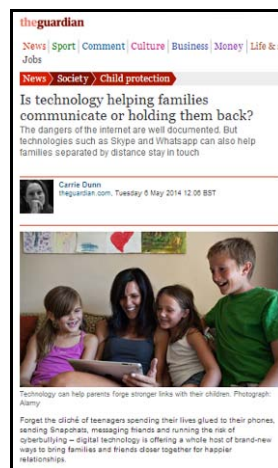 theguardian
News | Sport | Comment | Culture | Business | Money | Life &
Jobs
News > Society > Child protection
Is technology helping families
communicate or holding them back?
The dangers of the internet are well documented. But
technologies such as Skype and Whatsapp can also help
families separated by distance stay in touch
Carrie Dunn
theguardian.com, Tuesday 6 May 2014 12.06 BST
Technology can help parents forge stronger links with their children. Photograph:
Alamy
Forget the cliché of teenagers spending their lives glued to their phones,
sending Snapchats, messaging friends and running the risk of
cyberbullying – digital technology is offering a whole host of brand-new
ways to bring families and friends closer together for happier
relationships.